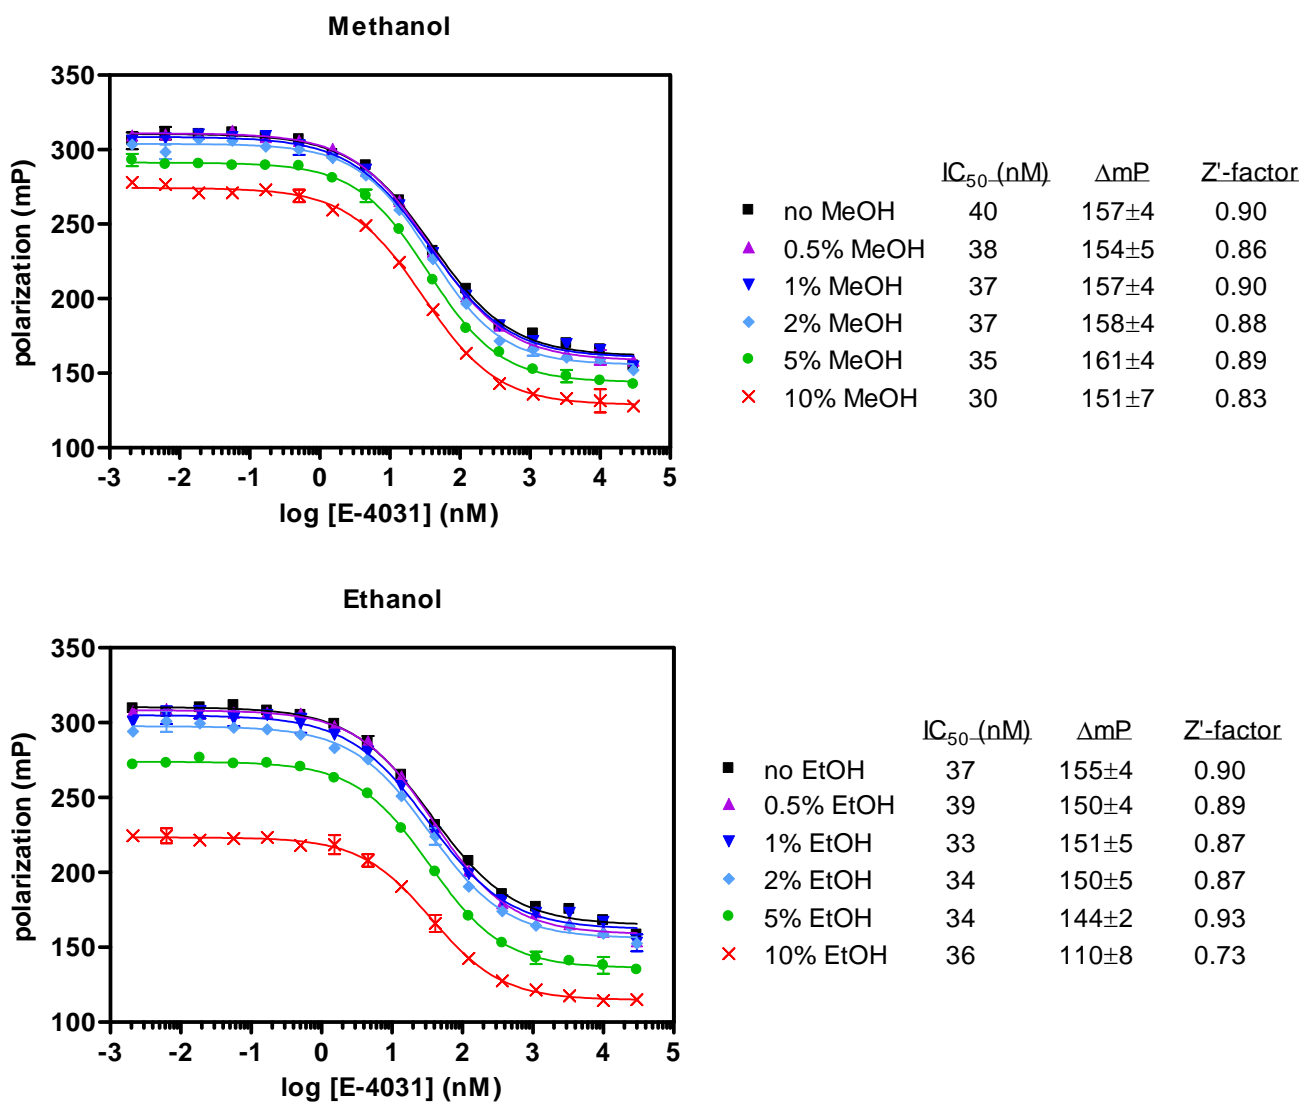 Methanol
350
300
250
200
150
100
polarization (mP)
-3 -2 -1 0 1 2 3 4 5
log [E-4031] (nM)
IC50 (nM) ΔmP Z'-factor
no MeOH 40 157±4 0.90
0.5% MeOH 38 154±5 0.86
1% MeOH 37 157±4 0.90
2% MeOH 37 158±4 0.88
5% MeOH 35 161±4 0.89
10% MeOH 30 151±7 0.83
Ethanol
350
300
250
200
150
100
polarization (mP)
-3 -2 -1 0 1 2 3 4 5
log [E-4031] (nM)
IC50 (nM) ΔmP Z'-factor
no EtOH 37 155±4 0.90
0.5% EtOH 39 150±4 0.89
1% EtOH 33 151±5 0.87
2% EtOH 34 150±5 0.87
5% EtOH 34 144±2 0.93
10% EtOH 36 110±8 0.73